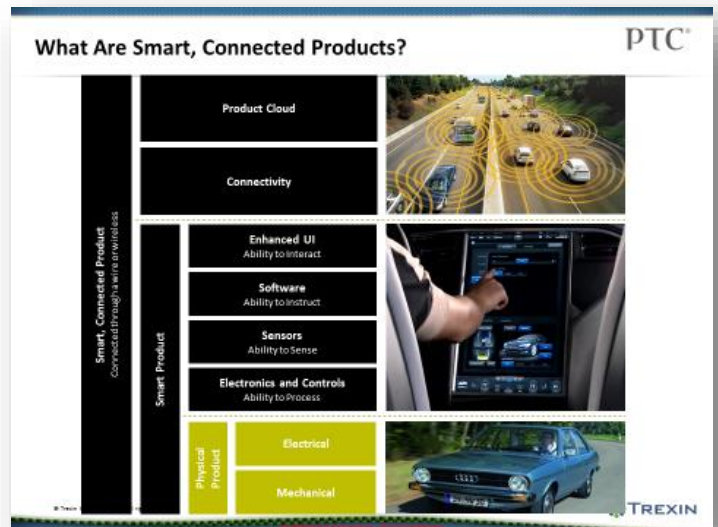 What Are Smart, Connected Products?
PTC®
Smart, Connected Product
Connected through a wire or wireless
Product Cloud
Connectivity
Smart Product
Enhanced UI
Ability to Interact
Software
Ability to Instruct
Sensors
Ability to Sense
Electronics and Controls
Ability to Process
Physical
Product
Electrical
Mechanical
TREXIN